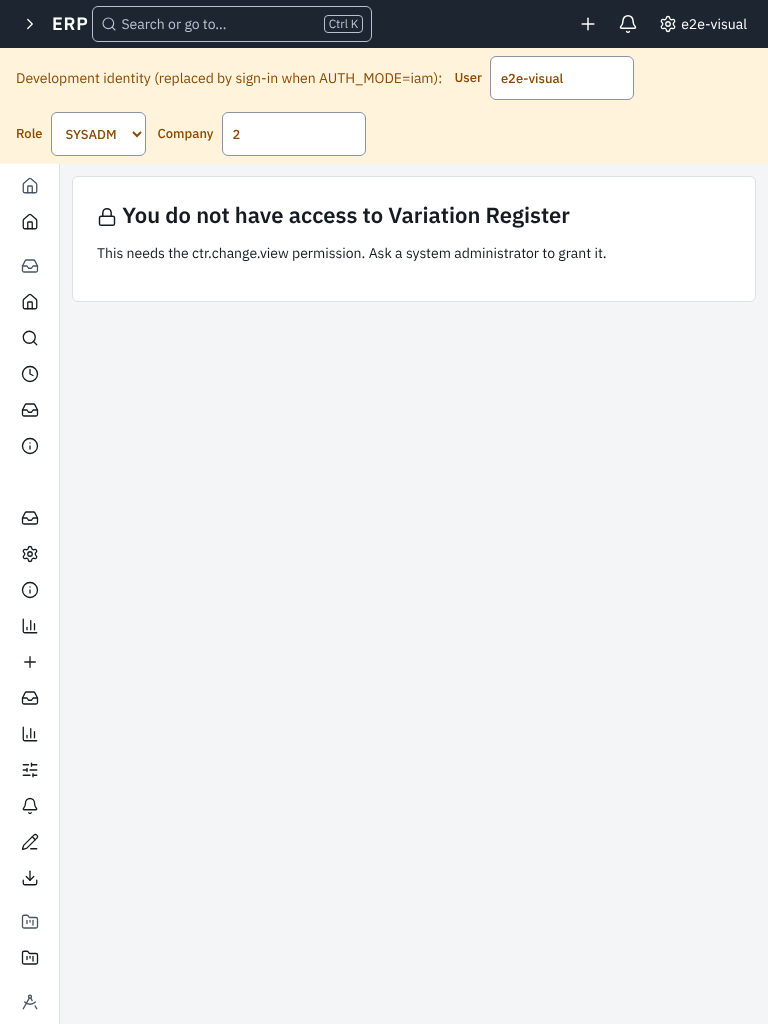 ERP Search or go to... Ctrl K e2e-visual
Development identity (replaced by sign-in when AUTH_MODE=iam): User e2e-visual
Role SYSADM Company 2
You do not have access to Variation Register
This needs the ctr.change.view permission. Ask a system administrator to grant it.